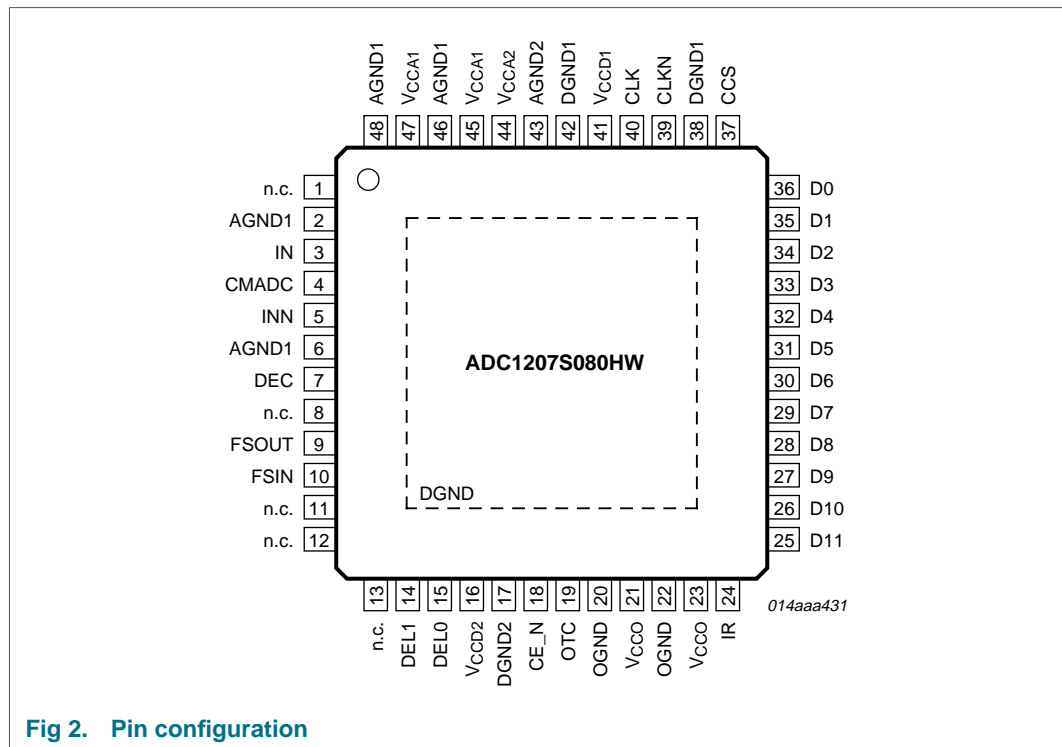 AGND1 VCCA1 AGND1 VCCA1 VCCA2 AGND2 DGND1 VCCD1 CLK CLKN DGND1 CCS
48 47 46 45 44 43 42 41 40 39 38 37
n.c. 1 36 D0
AGND1 2 35 D1
IN 3 34 D2
CMADC 4 33 D3
INN 5 32 D4
AGND1 6 31 D5
ADC1207S080HW
DEC 7 30 D6
n.c. 8 29 D7
FSOUT 9 28 D8
FSIN 10 27 D9
DGND
n.c. 11 26 D10
n.c. 12 25 D11
13 14 15 16 17 18 19 20 21 22 23 24
n.c. DEL1 DEL0 VCCD2 DGND2 CE_N OTC OGND VCCO OGND VCCO IR
014aaa431
Fig 2. Pin configuration